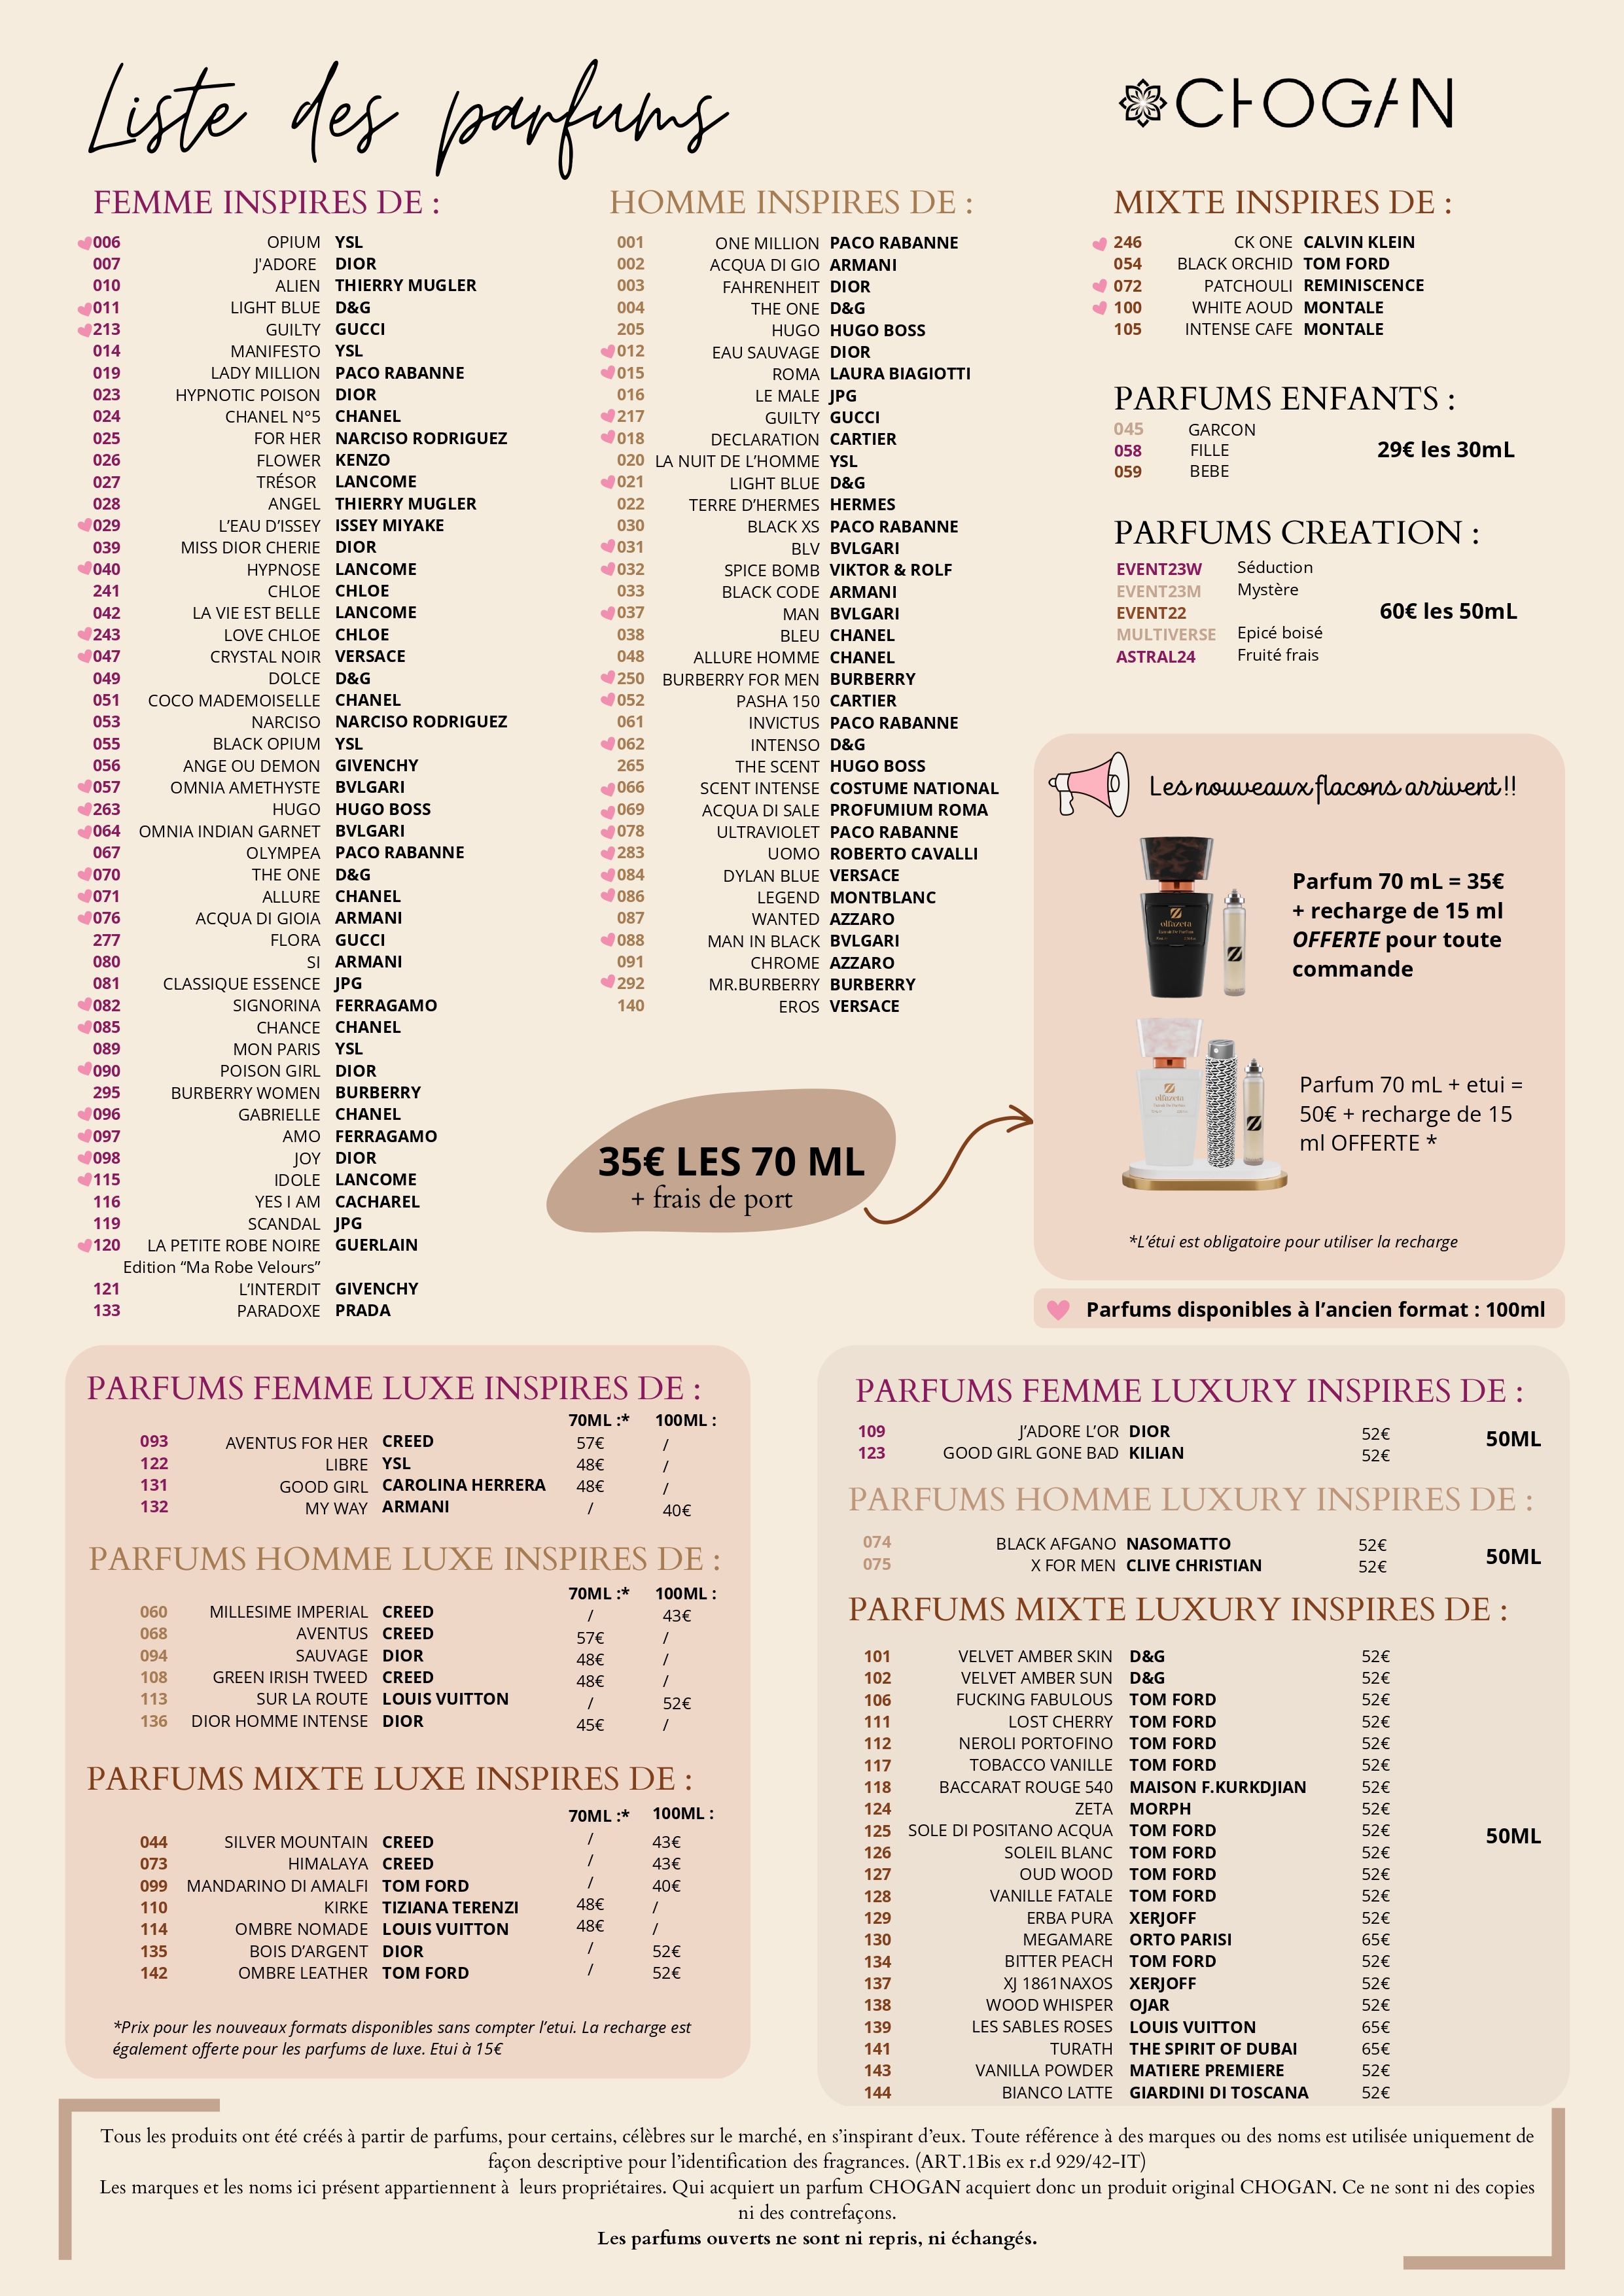 Liste des parfums
CHOGAN
FEMME INSPIRES DE :
006 OPIUM YSL
007 J'ADORE DIOR
010 ALIEN THIERRY MUGLER
011 LIGHT BLUE D&G
213 GUILTY GUCCI
014 MANIFESTO YSL
019 LADY MILLION PACO RABANNE
023 HYPNOTIC POISON DIOR
024 CHANEL N°5 CHANEL
025 FOR HER NARCISO RODRIGUEZ
026 FLOWER KENZO
027 TRÉSOR LANCOME
028 ANGEL THIERRY MUGLER
029 L’EAU D’ISSEY ISSEY MIYAKE
039 MISS DIOR CHERIE DIOR
040 HYPNOSE LANCOME
241 CHLOE CHLOE
042 LA VIE EST BELLE LANCOME
243 LOVE CHLOE CHLOE
047 CRYSTAL NOIR VERSACE
049 DOLCE D&G
051 COCO MADEMOISELLE CHANEL
053 NARCISO NARCISO RODRIGUEZ
055 BLACK OPIUM YSL
056 ANGE OU DEMON GIVENCHY
057 OMNIA AMETHYSTE BVLGARI
263 HUGO HUGO BOSS
064 OMNIA INDIAN GARNET BVLGARI
067 OLYMPEA PACO RABANNE
070 THE ONE D&G
071 ALLURE CHANEL
076 ACQUA DI GIOIA ARMANI
277 FLORA GUCCI
080 SI ARMANI
081 CLASSIQUE ESSENCE JPG
082 SIGNORINA FERRAGAMO
085 CHANCE CHANEL
089 MON PARIS YSL
090 POISON GIRL DIOR
295 BURBERRY WOMEN BURBERRY
096 GABRIELLE CHANEL
097 AMO FERRAGAMO
098 JOY DIOR
115 IDOLE LANCOME
116 YES I AM CACHAREL
119 SCANDAL JPG
120 LA PETITE ROBE NOIRE GUERLAIN
Edition “Ma Robe Velours”
121 L’INTERDIT GIVENCHY
133 PARADOXE PRADA
HOMME INSPIRES DE :
001 ONE MILLION PACO RABANNE
002 ACQUA DI GIO ARMANI
003 FAHRENHEIT DIOR
004 THE ONE D&G
205 HUGO HUGO BOSS
012 EAU SAUVAGE DIOR
015 ROMA LAURA BIAGIOTTI
016 LE MALE JPG
217 GUILTY GUCCI
018 DECLARATION CARTIER
020 LA NUIT DE L’HOMME YSL
021 LIGHT BLUE D&G
022 TERRE D’HERMES HERMES
030 BLACK XS PACO RABANNE
031 BLV BVLGARI
032 SPICE BOMB VIKTOR & ROLF
033 BLACK CODE ARMANI
037 MAN BVLGARI
038 BLEU CHANEL
048 ALLURE HOMME CHANEL
250 BURBERRY FOR MEN BURBERRY
052 PASHA 150 CARTIER
061 INVICTUS PACO RABANNE
062 INTENSO D&G
265 THE SCENT HUGO BOSS
066 SCENT INTENSE COSTUME NATIONAL
069 ACQUA DI SALE PROFUMIUM ROMA
078 ULTRAVIOLET PACO RABANNE
283 UOMO ROBERTO CAVALLI
084 DYLAN BLUE VERSACE
086 LEGEND MONTBLANC
087 WANTED AZZARO
088 MAN IN BLACK BVLGARI
091 CHROME AZZARO
292 MR.BURBERRY BURBERRY
140 EROS VERSACE
35€ LES 70 ML
+ frais de port
MIXTE INSPIRES DE :
246 CK ONE CALVIN KLEIN
054 BLACK ORCHID TOM FORD
072 PATCHOULI REMINISCENCE
100 WHITE AOUD MONTALE
105 INTENSE CAFE MONTALE
PARFUMS ENFANTS :
045 GARCON
058 FILLE
059 BEBE
29€ les 30mL
PARFUMS CREATION :
EVENT23W Séduction
EVENT23M Mystère
EVENT22
MULTIVERSE Epicé boisé
ASTRAL24 Fruité frais
60€ les 50mL
Les nouveaux flacons arrivent !!
olfazeta
Parfum 70 mL = 35€
+ recharge de 15 ml
OFFERTE pour toute
commande
olfazeta
Parfum 70 mL + etui =
50€ + recharge de 15
ml OFFERTE *
*L’étui est obligatoire pour utiliser la recharge
Parfums disponibles à l’ancien format : 100ml
PARFUMS FEMME LUXE INSPIRES DE :
70ML :* 100ML :
093 AVENTUS FOR HER CREED 57€ /
122 LIBRE YSL 48€ /
131 GOOD GIRL CAROLINA HERRERA 48€ /
132 MY WAY ARMANI / 40€
PARFUMS HOMME LUXE INSPIRES DE :
70ML :* 100ML :
060 MILLESIME IMPERIAL CREED / 43€
068 AVENTUS CREED 57€ /
094 SAUVAGE DIOR 48€ /
108 GREEN IRISH TWEED CREED 48€ /
113 SUR LA ROUTE LOUIS VUITTON / 52€
136 DIOR HOMME INTENSE DIOR 45€ /
PARFUMS MIXTE LUXE INSPIRES DE :
70ML :* 100ML :
044 SILVER MOUNTAIN CREED / 43€
073 HIMALAYA CREED / 43€
099 MANDARINO DI AMALFI TOM FORD / 40€
110 KIRKE TIZIANA TERENZI 48€ /
114 OMBRE NOMADE LOUIS VUITTON 48€ /
135 BOIS D’ARGENT DIOR / 52€
142 OMBRE LEATHER TOM FORD / 52€
*Prix pour les nouveaux formats disponibles sans compter l’etui. La recharge est
également offerte pour les parfums de luxe. Etui à 15€
PARFUMS FEMME LUXURY INSPIRES DE :
109 J’ADORE L’OR DIOR 52€
123 GOOD GIRL GONE BAD KILIAN 52€
50ML
PARFUMS HOMME LUXURY INSPIRES DE :
074 BLACK AFGANO NASOMATTO 52€
075 X FOR MEN CLIVE CHRISTIAN 52€
50ML
PARFUMS MIXTE LUXURY INSPIRES DE :
101 VELVET AMBER SKIN D&G 52€
102 VELVET AMBER SUN D&G 52€
106 FUCKING FABULOUS TOM FORD 52€
111 LOST CHERRY TOM FORD 52€
112 NEROLI PORTOFINO TOM FORD 52€
117 TOBACCO VANILLE TOM FORD 52€
118 BACCARAT ROUGE 540 MAISON F.KURKDJIAN 52€
124 ZETA MORPH 52€
125 SOLE DI POSITANO ACQUA TOM FORD 52€
50ML
126 SOLEIL BLANC TOM FORD 52€
127 OUD WOOD TOM FORD 52€
128 VANILLE FATALE TOM FORD 52€
129 ERBA PURA XERJOFF 52€
130 MEGAMARE ORTO PARISI 65€
134 BITTER PEACH TOM FORD 52€
137 XJ 1861NAXOS XERJOFF 52€
138 WOOD WHISPER OJAR 52€
139 LES SABLES ROSES LOUIS VUITTON 65€
141 TURATH THE SPIRIT OF DUBAI 65€
143 VANILLA POWDER MATIERE PREMIERE 52€
144 BIANCO LATTE GIARDINI DI TOSCANA 52€
Tous les produits ont été créés à partir de parfums, pour certains, célèbres sur le marché, en s’inspirant d’eux. Toute référence à des marques ou des noms est utilisée uniquement de
façon descriptive pour l’identification des fragrances. (ART.1Bis ex r.d 929/42-IT)
Les marques et les noms ici présent appartiennent à leurs propriétaires. Qui acquiert un parfum CHOGAN acquiert donc un produit original CHOGAN. Ce ne sont ni des copies
ni des contrefaçons.
Les parfums ouverts ne sont ni repris, ni échangés.